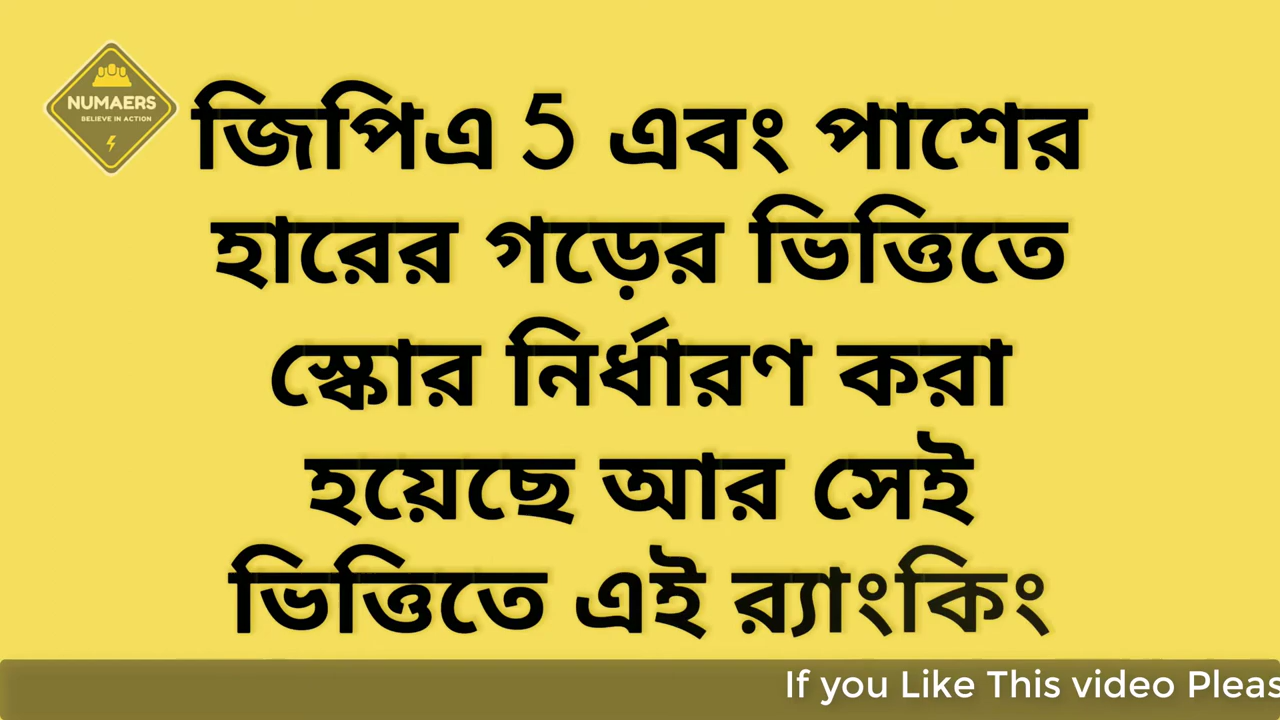 NUMAERS
BELIEVE IN ACTION
জিপিএ 5 এবং পাশের
হারের গড়ের ভিত্তিতে
স্কোর নির্ধারণ করা
হয়েছে আর সেই
ভিত্তিতে এই র‍্যাংকিং
If you Like This video Pleas